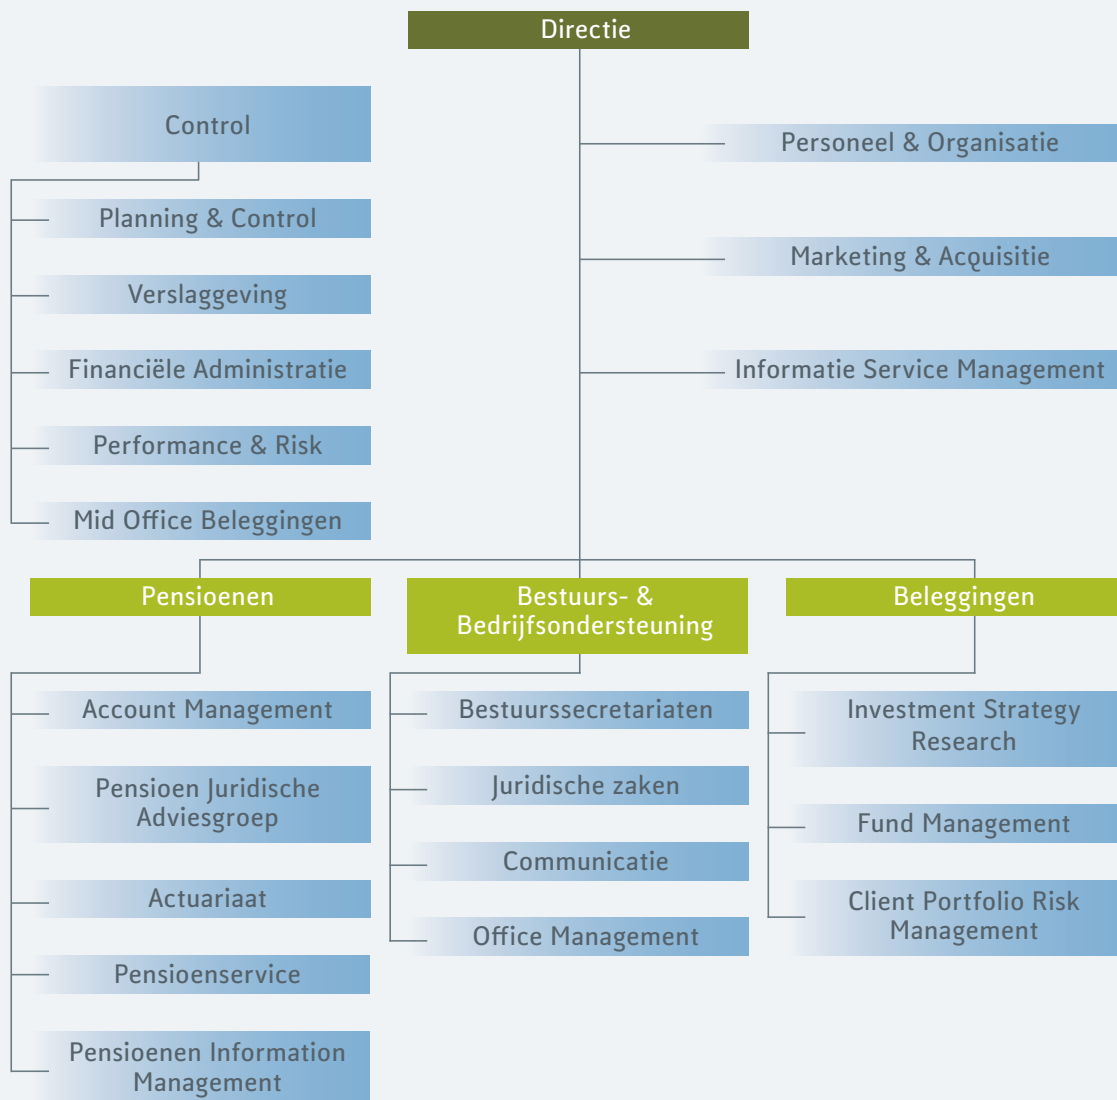 Directie
Control
Planning & Control
Verslaggeving
Financiële Administratie
Performance & Risk
Mid Office Beleggingen
Personeel & Organisatie
Marketing & Acquisitie
Informatie Service Management
Pensioenen
Account Management
Pensioen Juridische
Adviesgroep
Actuariaat
Pensioenservice
Pensioenen Information
Management
Bestuurs- &
Bedrijfsondersteuning
Bestuurssecretariaten
Juridische zaken
Communicatie
Office Management
Beleggingen
Investment Strategy
Research
Fund Management
Client Portfolio Risk
Management